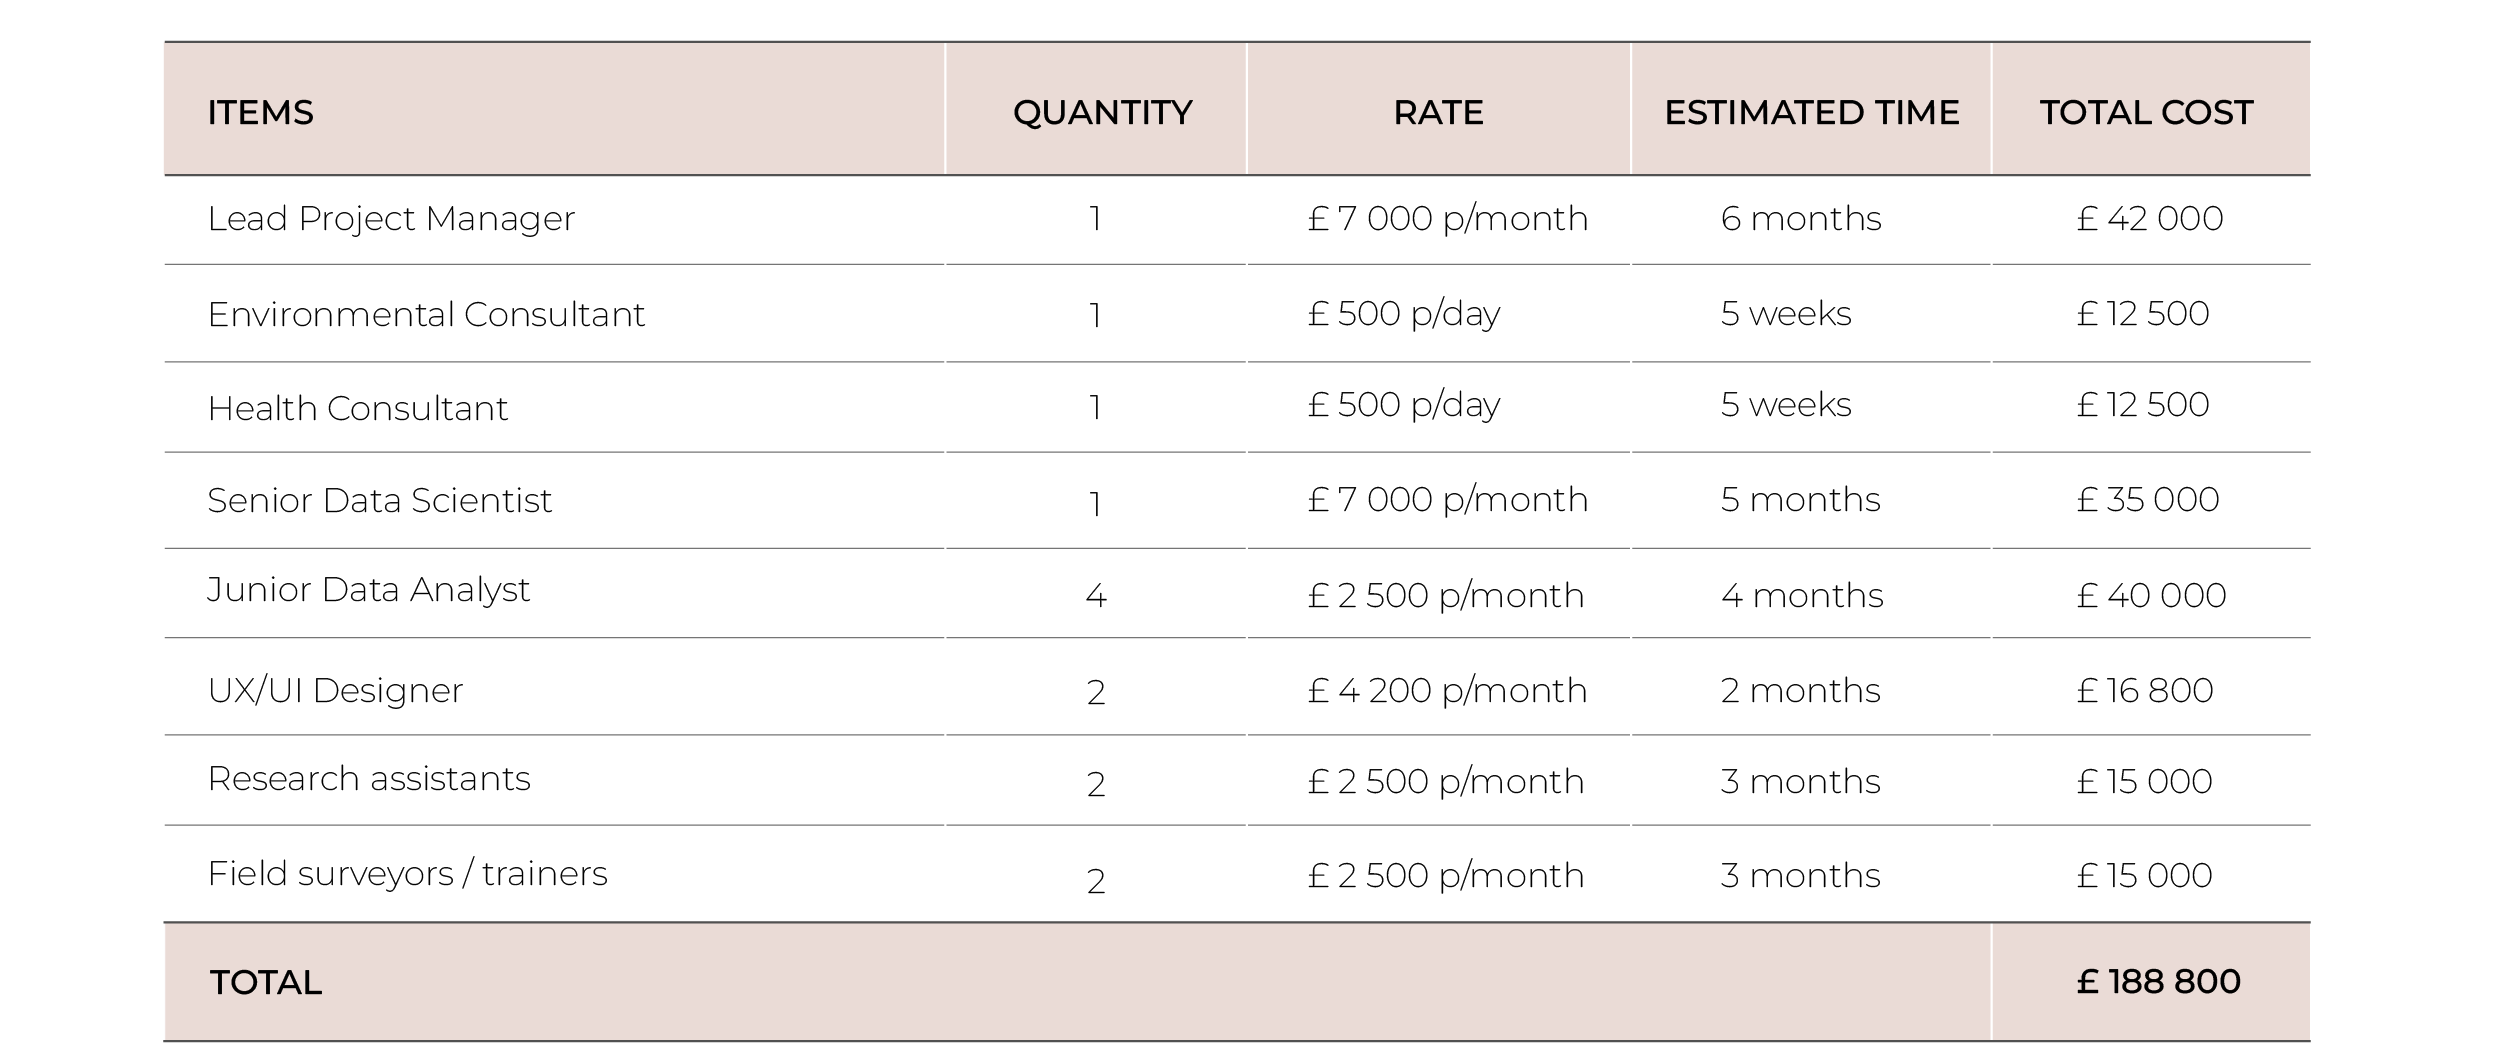 ITEMS QUANTITY RATE ESTIMATED TIME TOTAL COST
Lead Project Manager 1 £ 7 000 p/month 6 months £ 42 000
Environmental Consultant 1 £ 500 p/day 5 weeks £ 12 500
Health Consultant 1 £ 500 p/day 5 weeks £ 12 500
Senior Data Scientist 1 £ 7 000 p/month 5 months £ 35 000
Junior Data Analyst 4 £ 2 500 p/month 4 months £ 40 000
UX/UI Designer 2 £ 4 200 p/month 2 months £ 16 800
Research assistants 2 £ 2 500 p/month 3 months £ 15 000
Field surveyors / trainers 2 £ 2 500 p/month 3 months £ 15 000
TOTAL £ 188 800